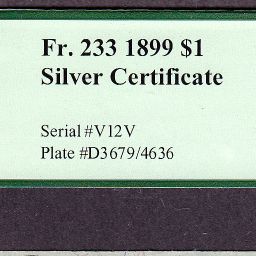 Fr. 233 1899 $1
Silver Certificate
Serial #V12V
Plate #D3679/4636